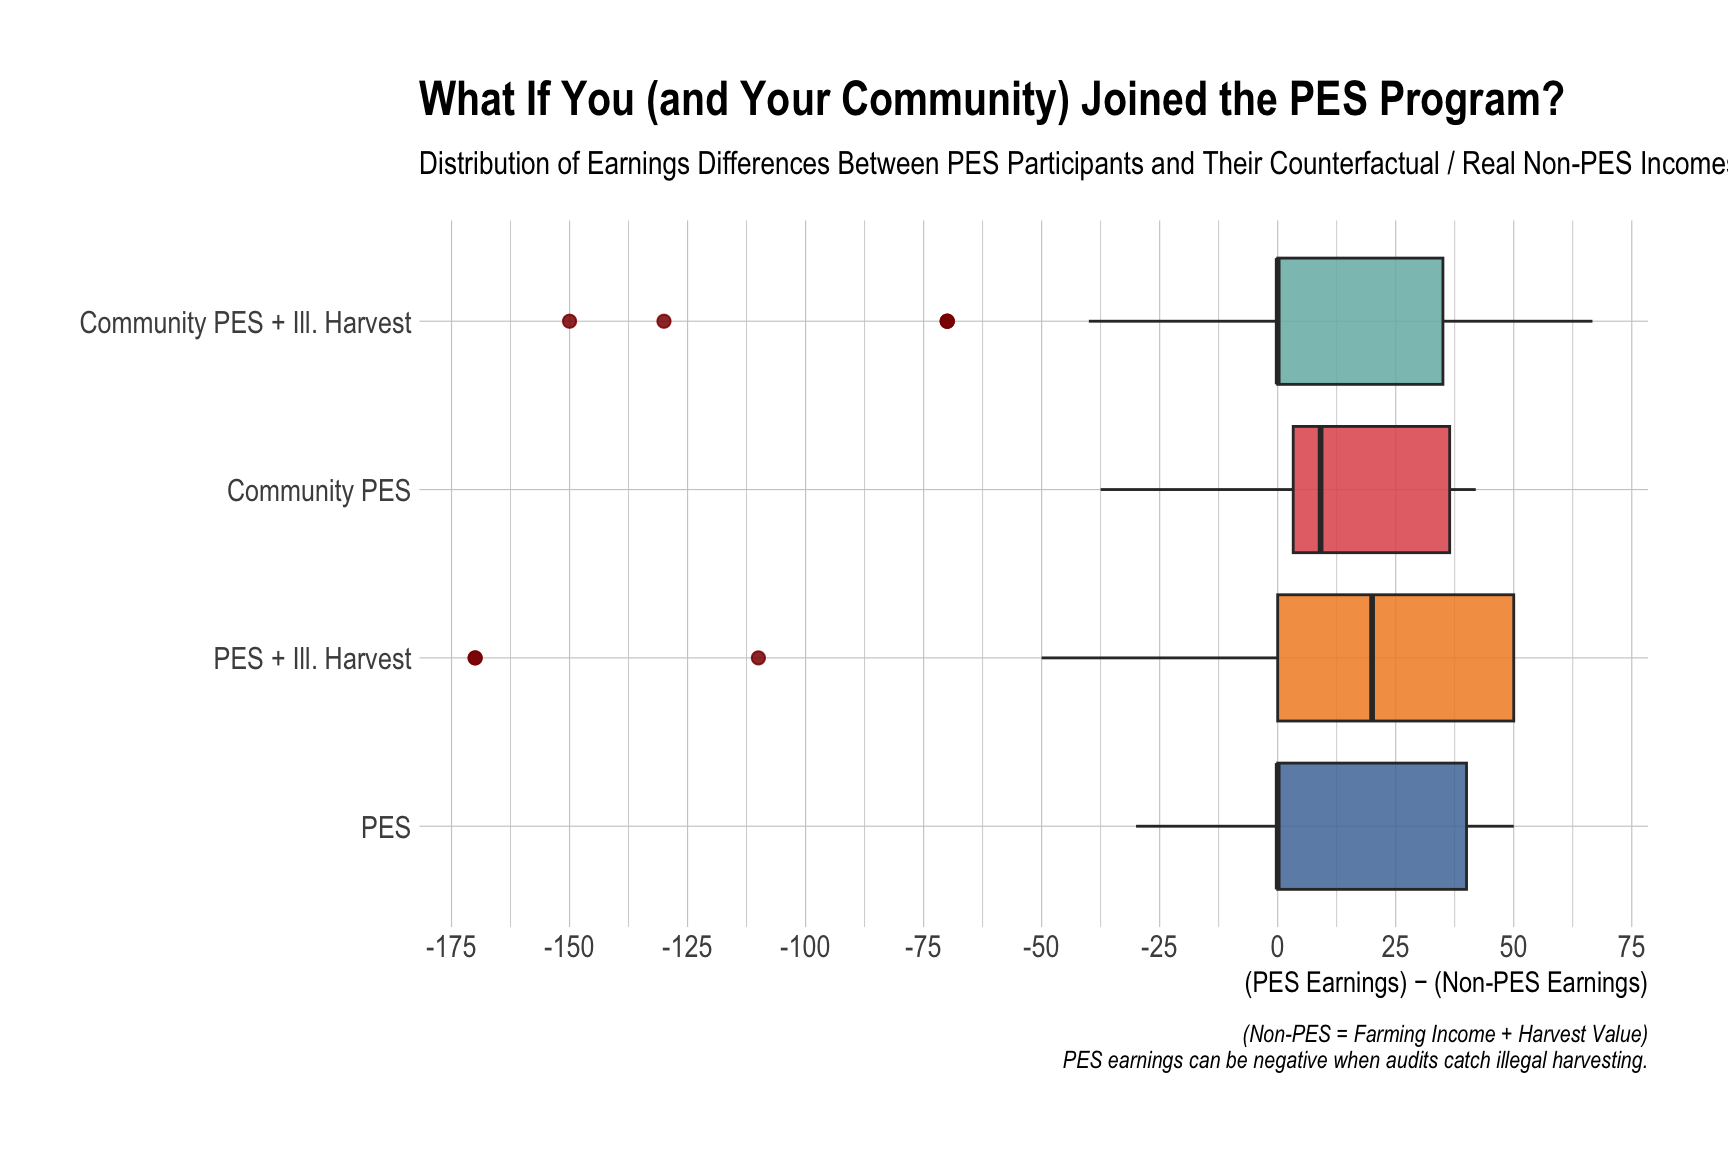 What If You (and Your Community) Joined the PES Program?
Distribution of Earnings Differences Between PES Participants and Their Counterfactual / Real Non-PES Incomes
Community PES + Ill. Harvest
Community PES
PES + Ill. Harvest
PES
-175 -150 -125 -100 -75 -50 -25 0 25 50 75
(PES Earnings) − (Non-PES Earnings)
(Non-PES = Farming Income + Harvest Value)
PES earnings can be negative when audits catch illegal harvesting.